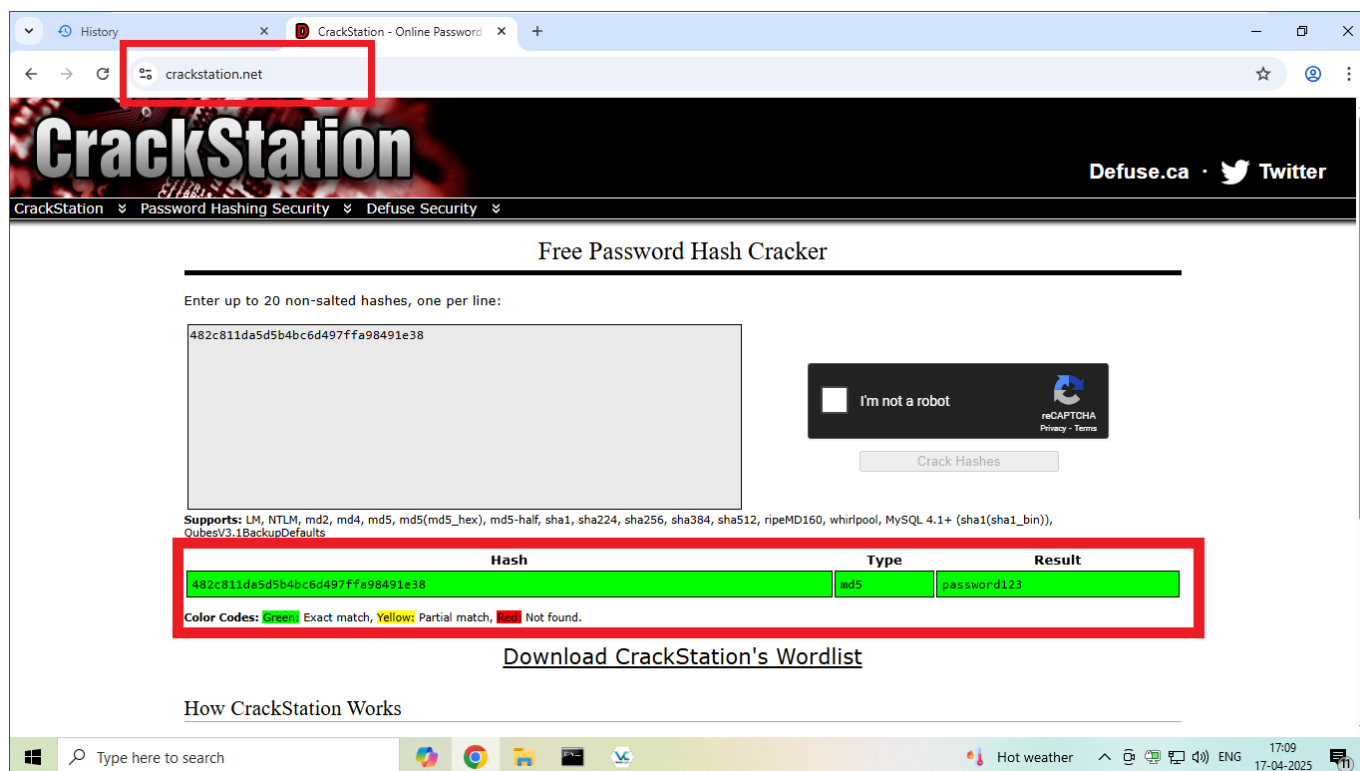 History
CrackStation - Online Password
crackstation.net
CrackStation
Defuse.ca · Twitter
CrackStation Password Hashing Security Defuse Security
Free Password Hash Cracker
Enter up to 20 non-salted hashes, one per line:
482c811da5d5b4bc6d497ffa98491e38
I'm not a robot
reCAPTCHA
Privacy - Terms
Crack Hashes
Supports: LM, NTLM, md2, md4, md5, md5(md5_hex), md5-half, sha1, sha224, sha256, sha384, sha512, ripeMD160, whirlpool, MySQL 4.1+ (sha1(sha1_bin)),
QubesV3.1BackupDefaults
Hash Type Result
482c811da5d5b4bc6d497ffa98491e38 md5 password123
Color Codes: Green: Exact match, Yellow: Partial match, Red: Not found.
Download CrackStation's Wordlist
How CrackStation Works
Type here to search
Hot weather
ENG
17:09
17-04-2025